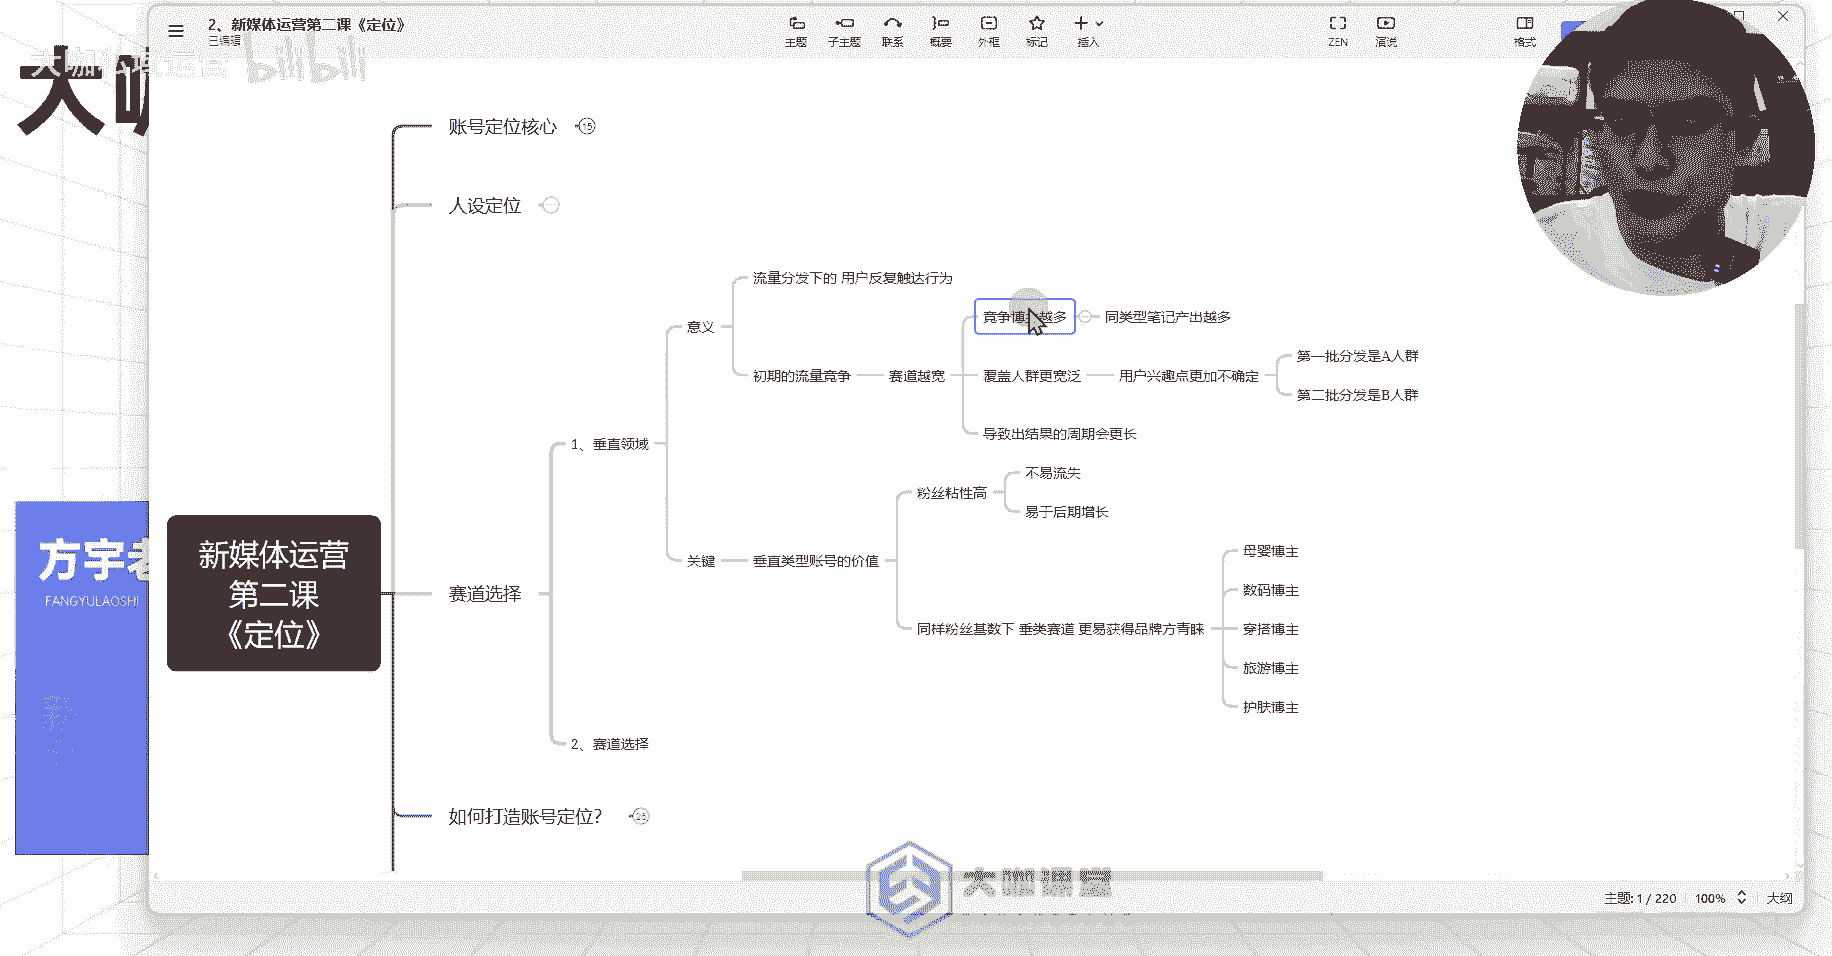 2、新媒体运营第二课《定位》
已编辑
主题
子主题
联系
概要
外框
标记
插入
ZEN
演说
格式
大咖私域运营
bilibili
大咖
账号定位核心
15
人设定位
流量分发下的 用户反复触达行为
意义
竞争博主越多
同类型笔记产出越多
初期的流量竞争
赛道越宽
覆盖人群更宽泛
用户兴趣点更加不确定
第一批分发是A人群
第二批分发是B人群
导致出结果的周期会更长
1、垂直领域
粉丝粘性高
不易流失
易于后期增长
关键
垂直类型账号的价值
同样粉丝基数下 垂类赛道 更易获得品牌方青睐
母婴博主
数码博主
穿搭博主
旅游博主
护肤博主
方宇老
FANGYULAOSHI
新媒体运营
第二课
《定位》
赛道选择
2、赛道选择
如何打造账号定位？
大咖课堂
主题: 1 / 220
100%
大纲